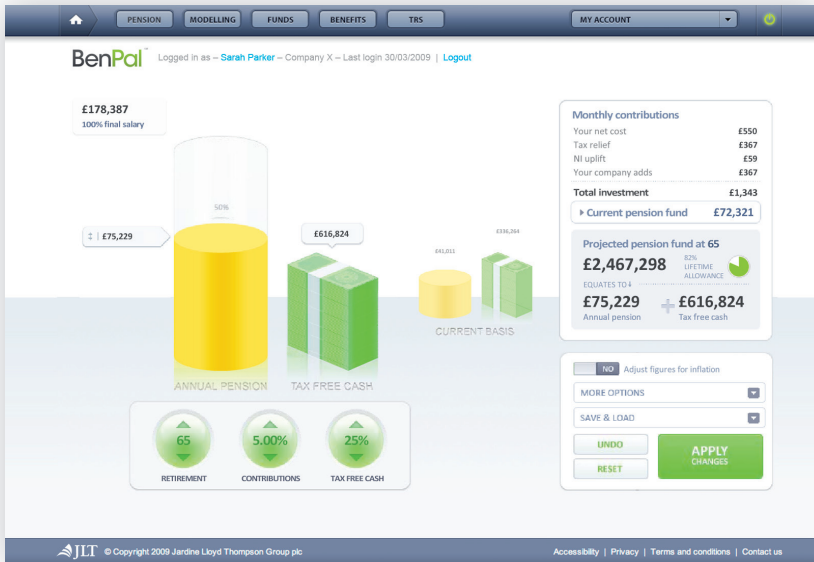 PENSION MODELLING FUNDS BENEFITS TRS MY ACCOUNT
BenPal™ Logged in as – Sarah Parker – Company X – Last login 30/03/2009 | Logout
£178,387
100% final salary
50%
£75,229
£616,824
£41,011
£336,264
CURRENT BASIS
ANNUAL PENSION TAX FREE CASH
65 5.00% 25%
RETIREMENT CONTRIBUTIONS TAX FREE CASH
Monthly contributions
Your net cost £550
Tax relief £367
NI uplift £59
Your company adds £367
Total investment £1,343
Current pension fund £72,321
Projected pension fund at 65
£2,467,298
82%
LIFETIME
ALLOWANCE
EQUATES TO
£75,229 + £616,824
Annual pension Tax free cash
NO Adjust figures for inflation
MORE OPTIONS
SAVE & LOAD
UNDO
RESET
APPLY
CHANGES
JLT © Copyright 2009 Jardine Lloyd Thompson Group plc
Accessibility | Privacy | Terms and conditions | Contact us